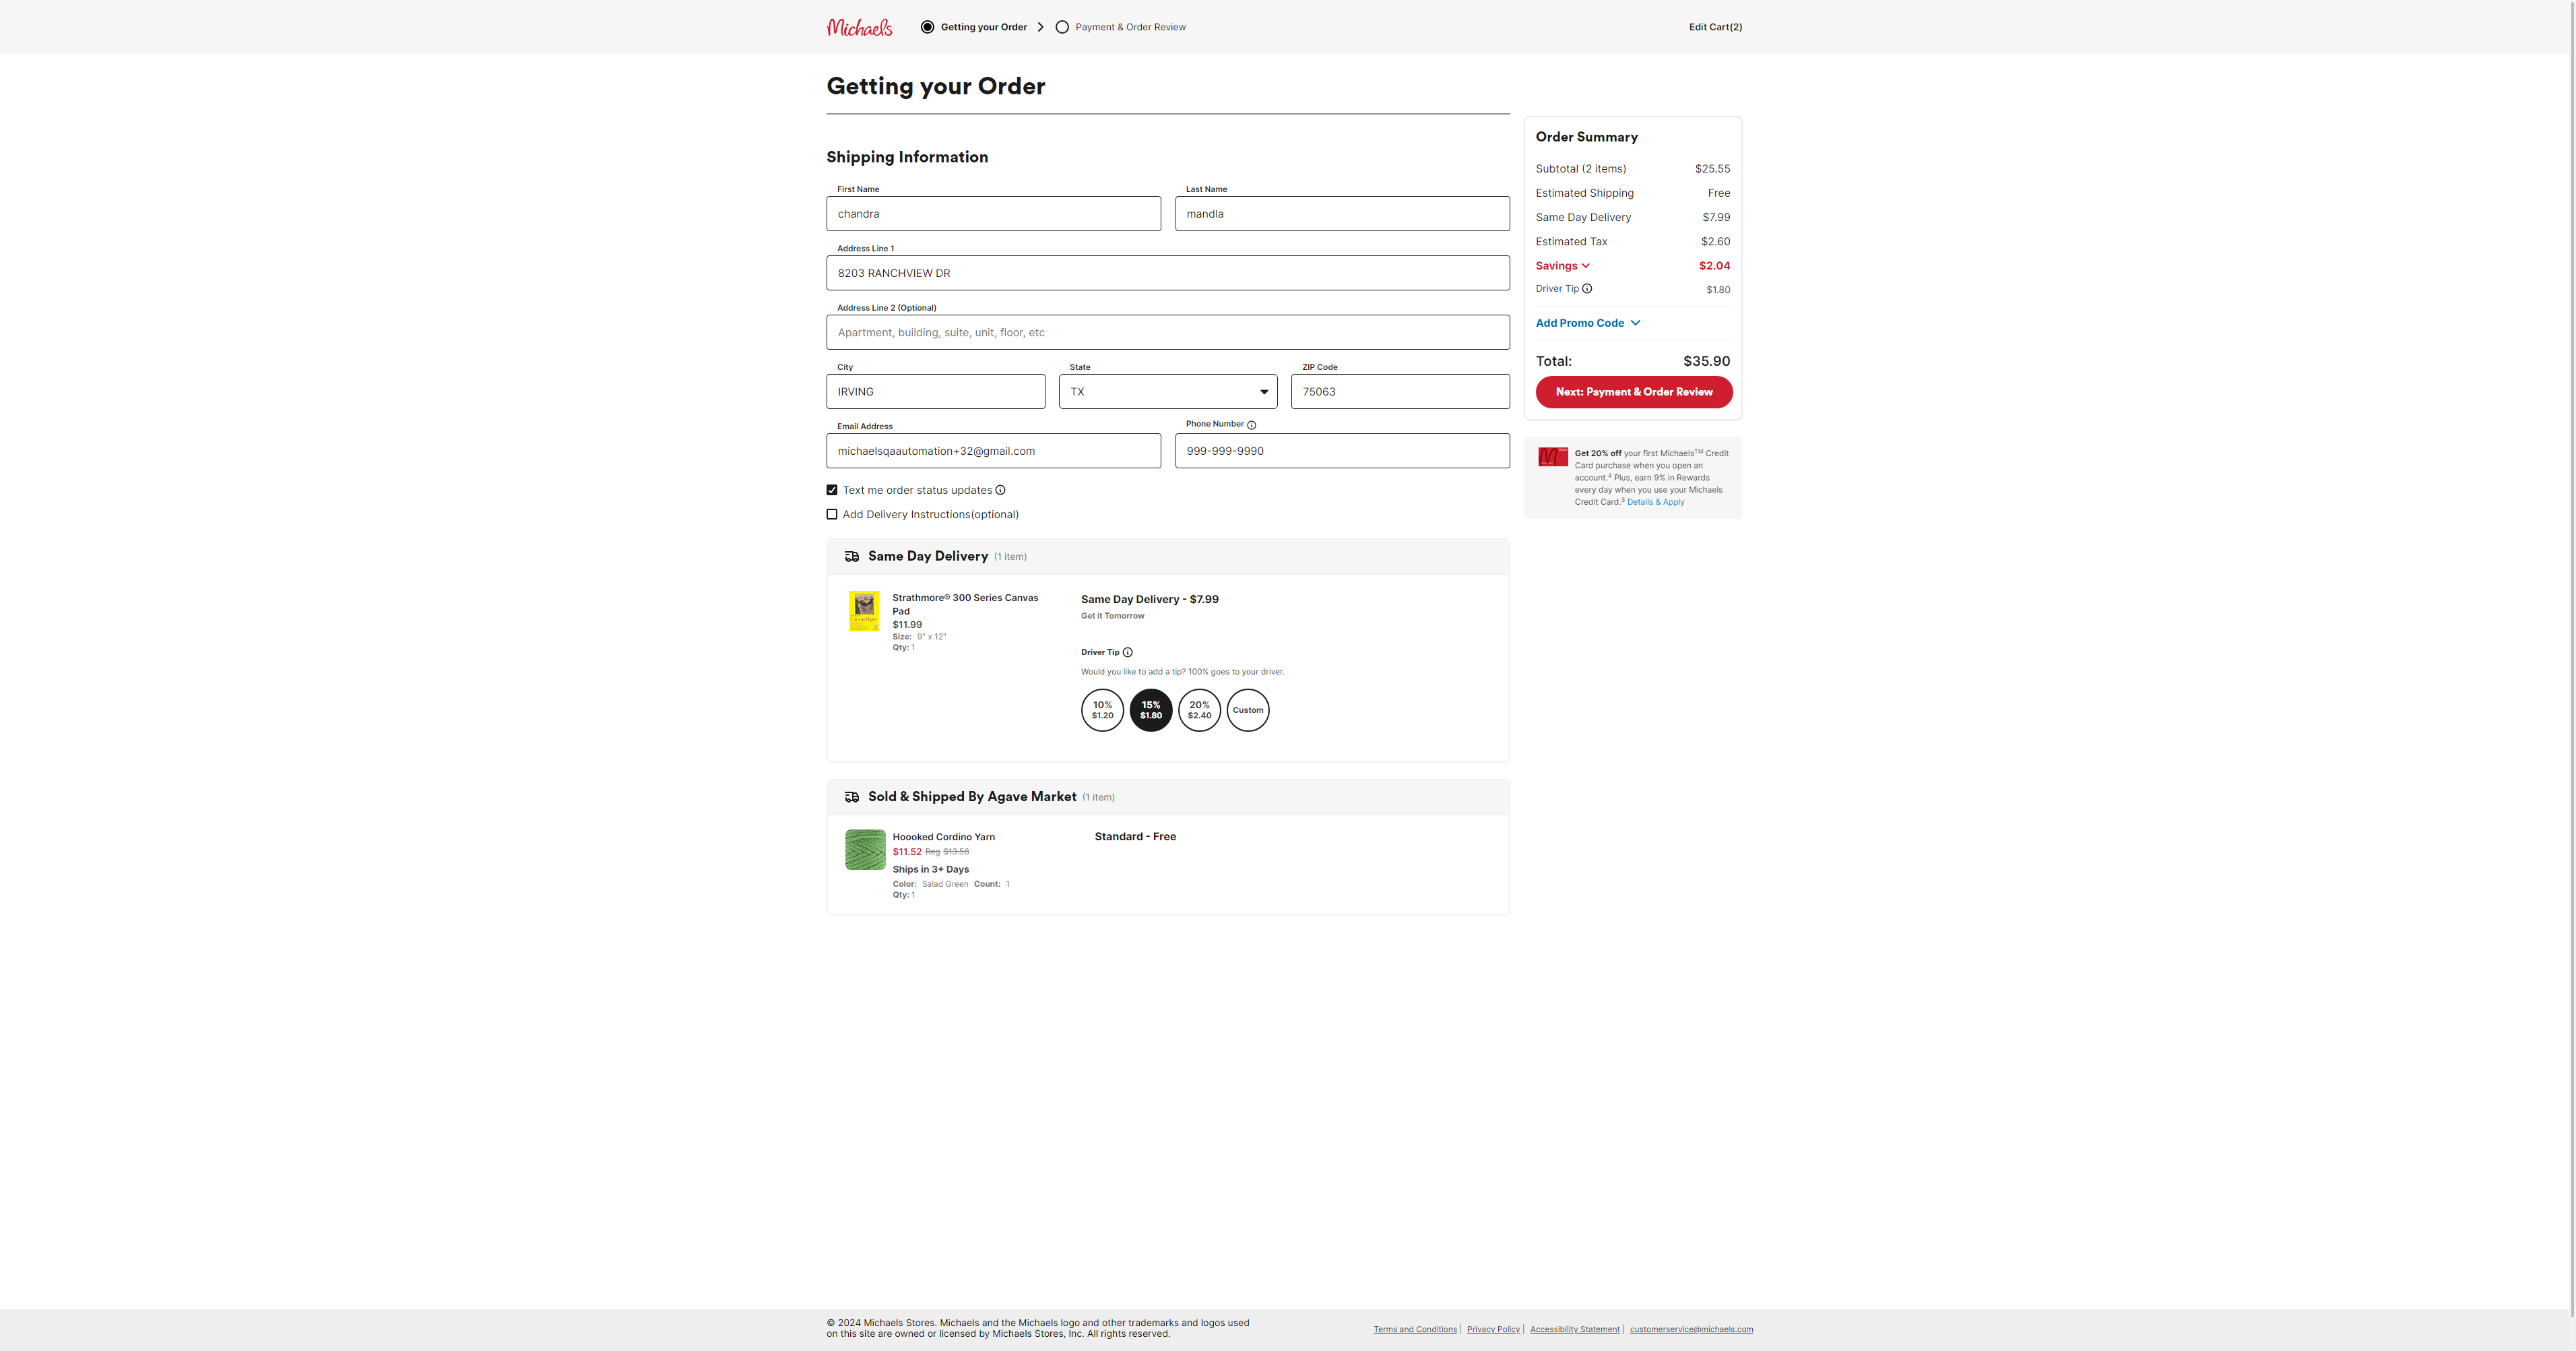 Michaels
Getting your Order
Payment & Order Review
Edit Cart(2)
Getting your Order
Shipping Information
First Name
Last Name
chandra
mandla
Address Line 1
8203 RANCHVIEW DR
Address Line 2 (Optional)
Apartment, building, suite, unit, floor, etc
City
State
ZIP Code
IRVING
TX
75063
Email Address
Phone Number
michaelsqaautomation+32@gmail.com
999-999-9990
Text me order status updates
Add Delivery Instructions(optional)
Same Day Delivery (1 item)
Strathmore® 300 Series Canvas
Pad
$11.99
Size: 9" x 12"
Qty: 1
Same Day Delivery - $7.99
Get it Tomorrow
Driver Tip
Would you like to add a tip? 100% goes to your driver.
10%
$1.20
15%
$1.80
20%
$2.40
Custom
Sold & Shipped By Agave Market (1 item)
Hoooked Cordino Yarn
$11.52 Reg $13.56
Ships in 3+ Days
Color: Salad Green Count: 1
Qty: 1
Standard - Free
Order Summary
Subtotal (2 items) $25.55
Estimated Shipping Free
Same Day Delivery $7.99
Estimated Tax $2.60
Savings $2.04
Driver Tip $1.80
Add Promo Code
Total: $35.90
Next: Payment & Order Review
Get 20% off your first Michaels™ Credit
Card purchase when you open an
account.⁴ Plus, earn 9% in Rewards
every day when you use your Michaels
Credit Card.³ Details & Apply
© 2024 Michaels Stores. Michaels and the Michaels logo and other trademarks and logos used
on this site are owned or licensed by Michaels Stores, Inc. All rights reserved.
Terms and Conditions | Privacy Policy | Accessibility Statement | customerservice@michaels.com